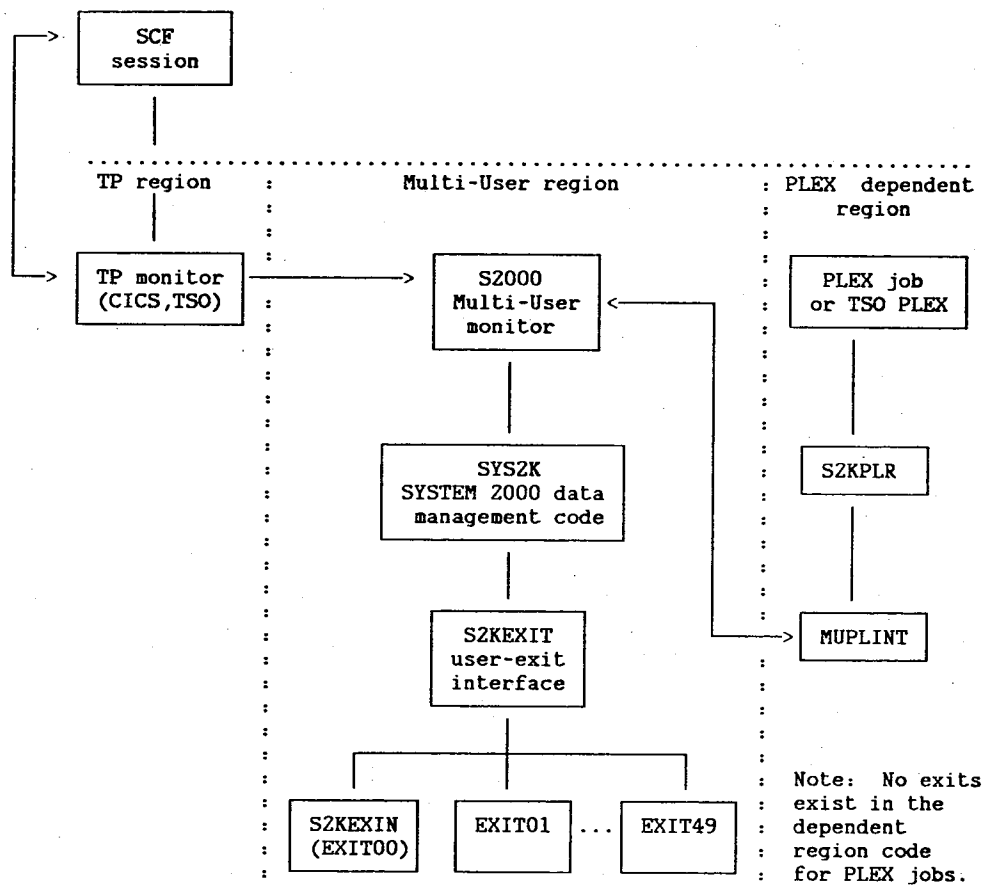 SCF
session
TP region
Multi-User region
PLEX dependent
region
TP monitor
(CICS,TSO)
S2000
Multi-User
monitor
PLEX job
or TSO PLEX
SYS2K
SYSTEM 2000 data
management code
S2KPLR
S2KEXIT
user-exit
interface
MUPLINT
S2KEXIN
(EXIT00)
EXIT01
...
EXIT49
Note: No exits
exist in the
dependent
region code
for PLEX jobs.